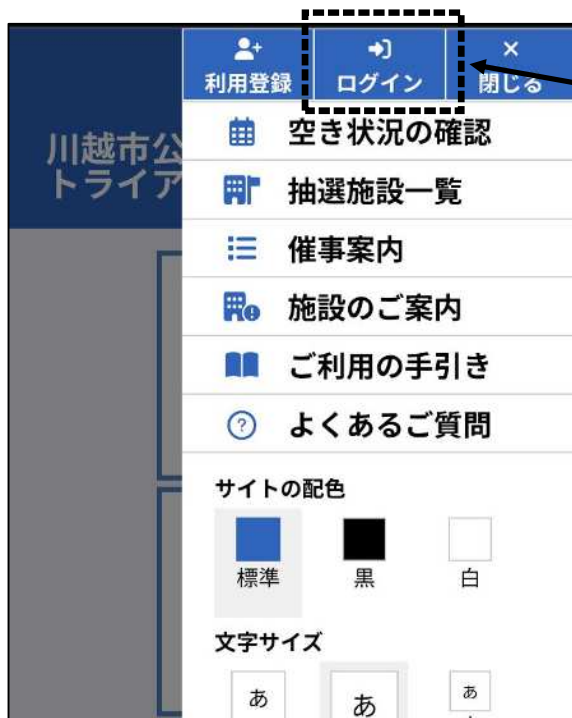 利用登録
ログイン
閉じる
川越市公
トライア
空き状況の確認
抽選施設一覧
催事案内
施設のご案内
ご利用の手引き
よくあるご質問
サイトの配色
標準
黒
白
文字サイズ
あ
あ
あ